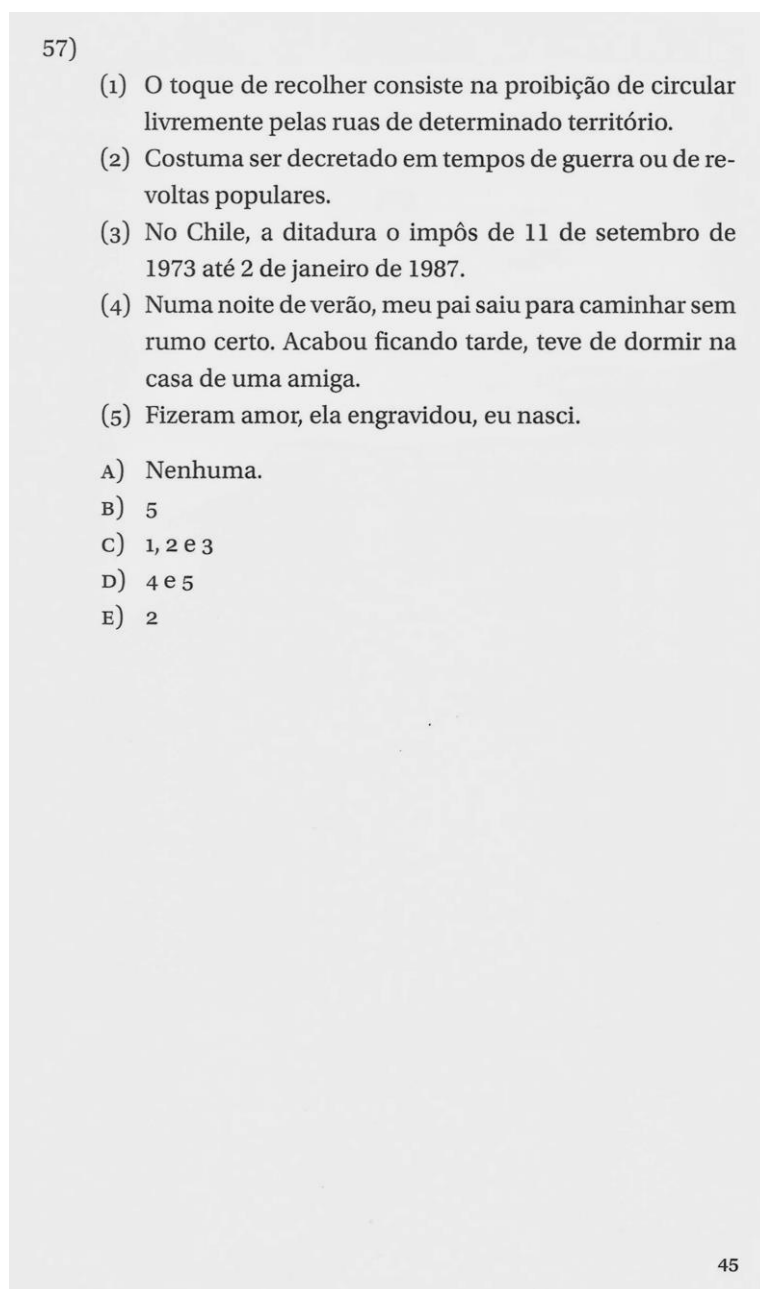 57)
(1) O toque de recolher consiste na proibição de circular
livremente pelas ruas de determinado território.
(2) Costuma ser decretado em tempos de guerra ou de re-
voltas populares.
(3) No Chile, a ditadura o impôs de 11 de setembro de
1973 até 2 de janeiro de 1987.
(4) Numa noite de verão, meu pai saiu para caminhar sem
rumo certo. Acabou ficando tarde, teve de dormir na
casa de uma amiga.
(5) Fizeram amor, ela engravidou, eu nasci.
A) Nenhuma.
B) 5
C) 1, 2 e 3
D) 4 e 5
E) 2
45